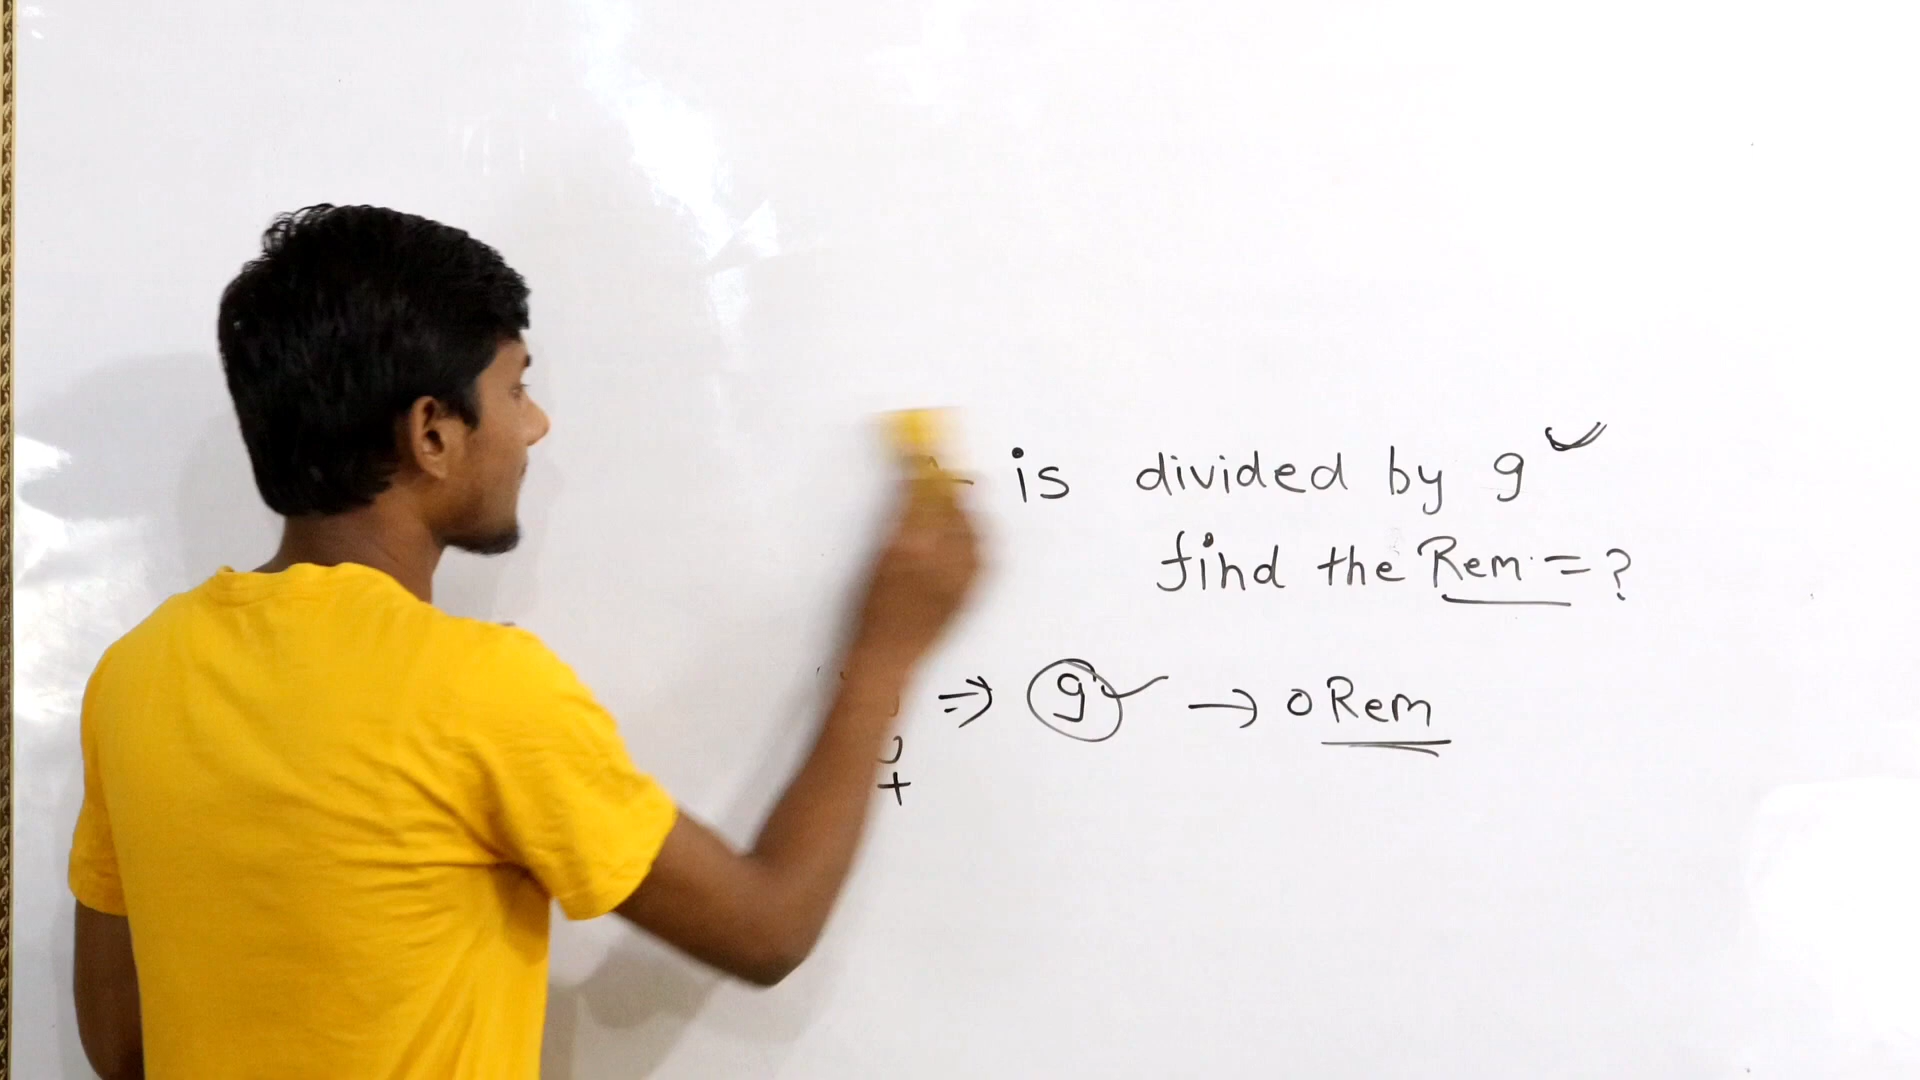 is divided by 9
find the Rem. = ?
⇒ 9 → 0 Rem
+